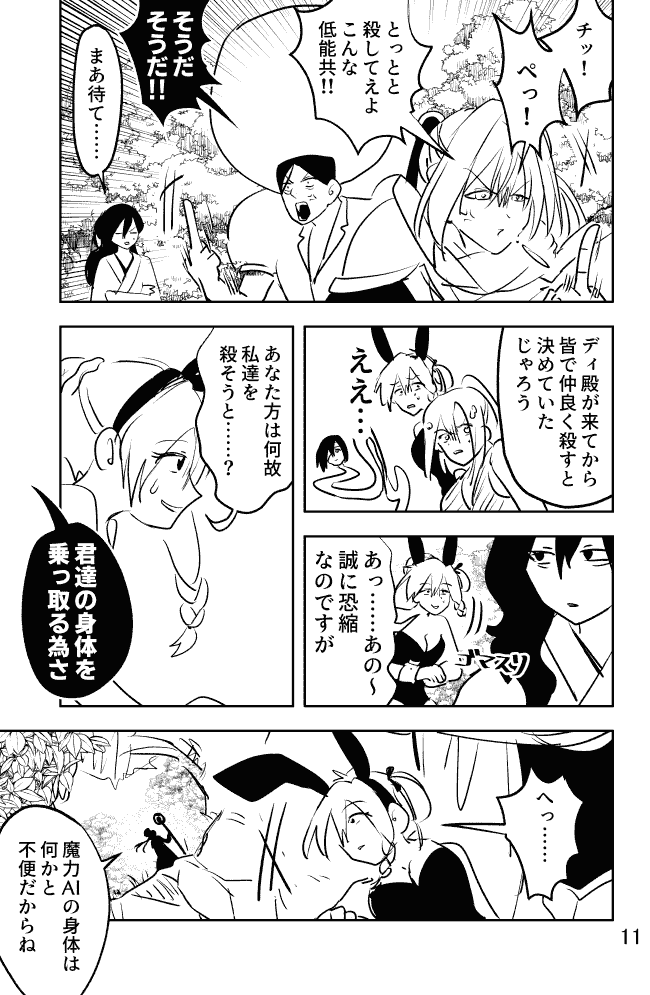 チッ！
ぺっ！
とっとと
殺してえよ
こんな
低能共!!
そうだ
そうだ!!
まあ待て……
ディ殿が来てから
皆で仲良く殺すと
決めていた
じゃろう
ええ…
あっ……あの～
誠に恐縮
なのですが
ゴマスリ
あなた方は何故
私達を
殺そうと……？
君達の身体を
乗っ取る為さ
へっ……
魔力AIの身体は
何かと
不便だからね
11